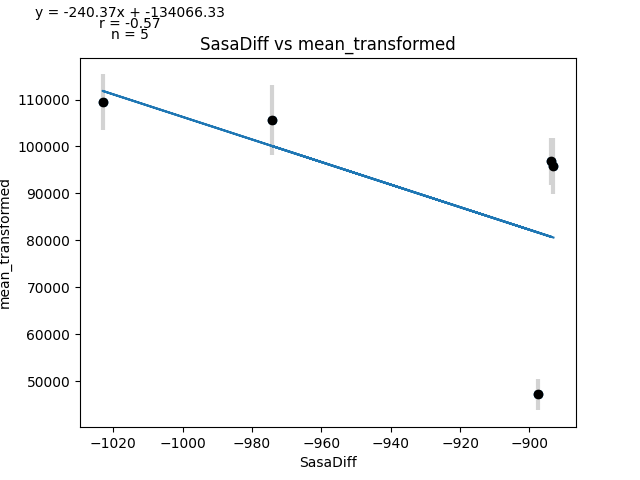 y = -240.37x + -134066.33
r = -0.57
n = 5
SasaDiff vs mean_transformed
mean_transformed
110000
100000
90000
80000
70000
60000
50000
−1020
−1000
−980
−960
−940
−920
−900
SasaDiff